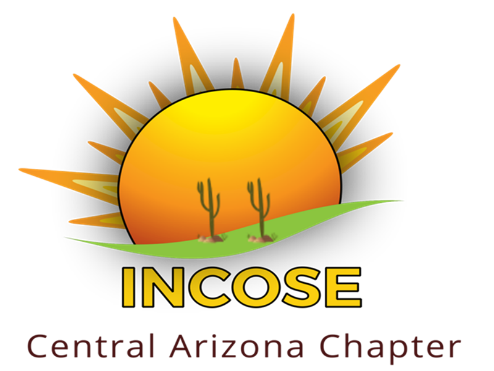 INCOSE
Central Arizona Chapter